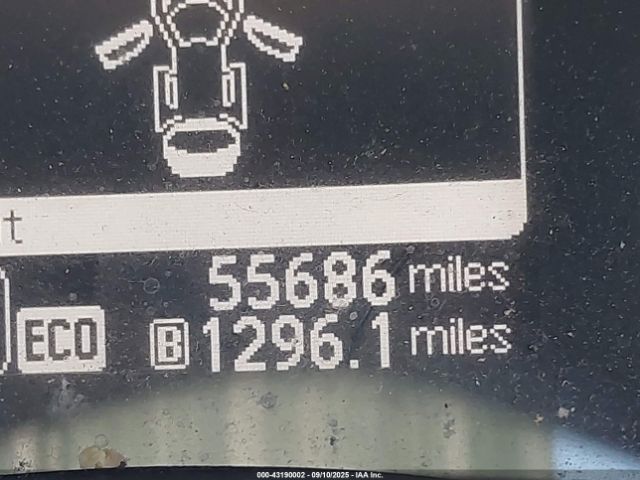 t
55686 miles
ECO B 1296.1 miles
000-43190002 - 09/10/2025 - IAA Inc.